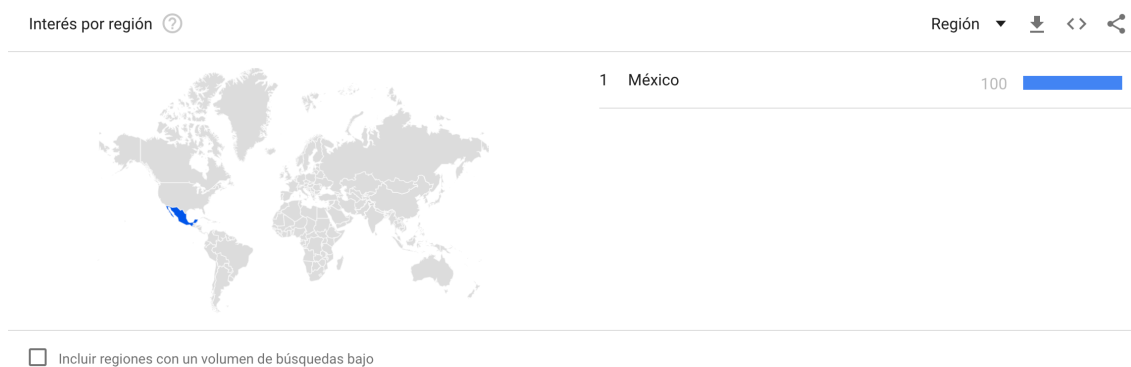 Interés por región ?
Región
1 México 100
Incluir regiones con un volumen de búsquedas bajo